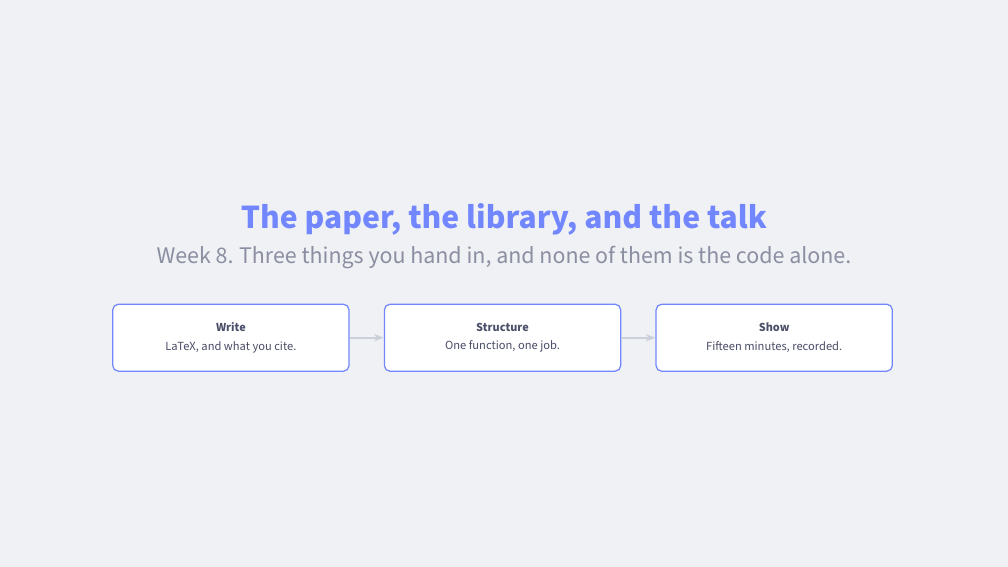 The paper, the library, and the talk
Week 8. Three things you hand in, and none of them is the code alone.
Write
LaTeX, and what you cite.
Structure
One function, one job.
Show
Fifteen minutes, recorded.